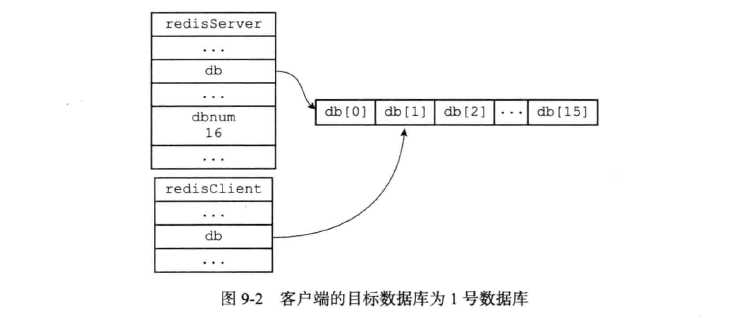 redisServer
...
db
...
dbnum
16
...
db[0] db[1] db[2] ... db[15]
redisClient
...
db
...
图 9-2 客户端的目标数据库为 1 号数据库